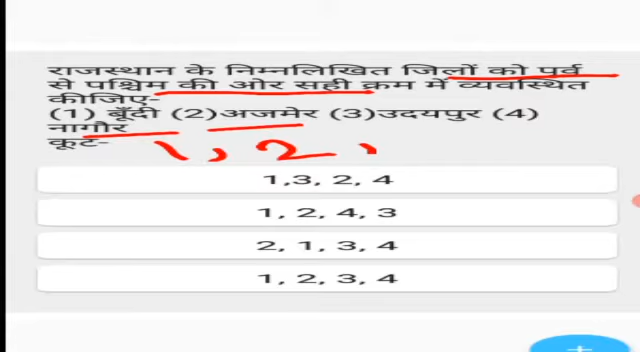 राजस्थान के निम्नलिखित जिलों को पूर्व
से पश्चिम की ओर सही क्रम में व्यवस्थित
कीजिए-
(1) बूँदी (2) अजमेर (3)उदयपुर (4)
नागौर
कूट-
1, 2,
1,3, 2, 4
1, 2, 4, 3
2, 1, 3, 4
1, 2, 3, 4